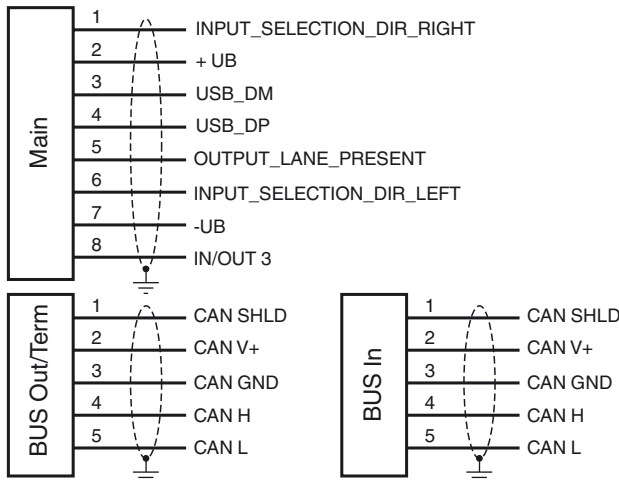 Main
1 INPUT_SELECTION_DIR_RIGHT
2 + UB
3 USB_DM
4 USB_DP
5 OUTPUT_LANE_PRESENT
6 INPUT_SELECTION_DIR_LEFT
7 -UB
8 IN/OUT 3
BUS Out/Term
1 CAN SHLD
2 CAN V+
3 CAN GND
4 CAN H
5 CAN L
BUS In
1 CAN SHLD
2 CAN V+
3 CAN GND
4 CAN H
5 CAN L